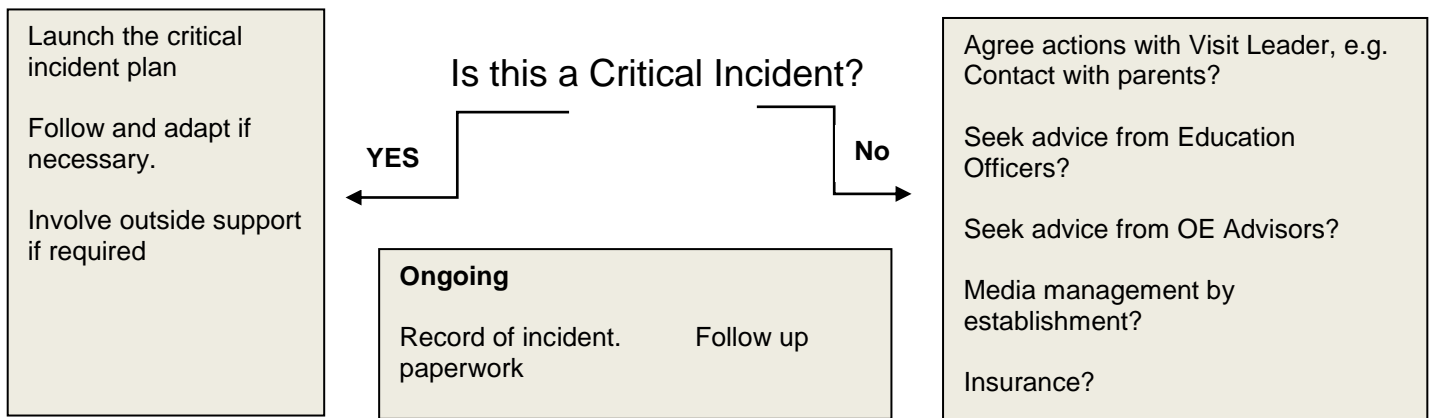 Launch the critical
incident plan
Follow and adapt if
necessary.
Involve outside support
if required
Is this a Critical Incident?
YES
No
Ongoing
Record of incident. Follow up
paperwork
Agree actions with Visit Leader, e.g.
Contact with parents?
Seek advice from Education
Officers?
Seek advice from OE Advisors?
Media management by
establishment?
Insurance?